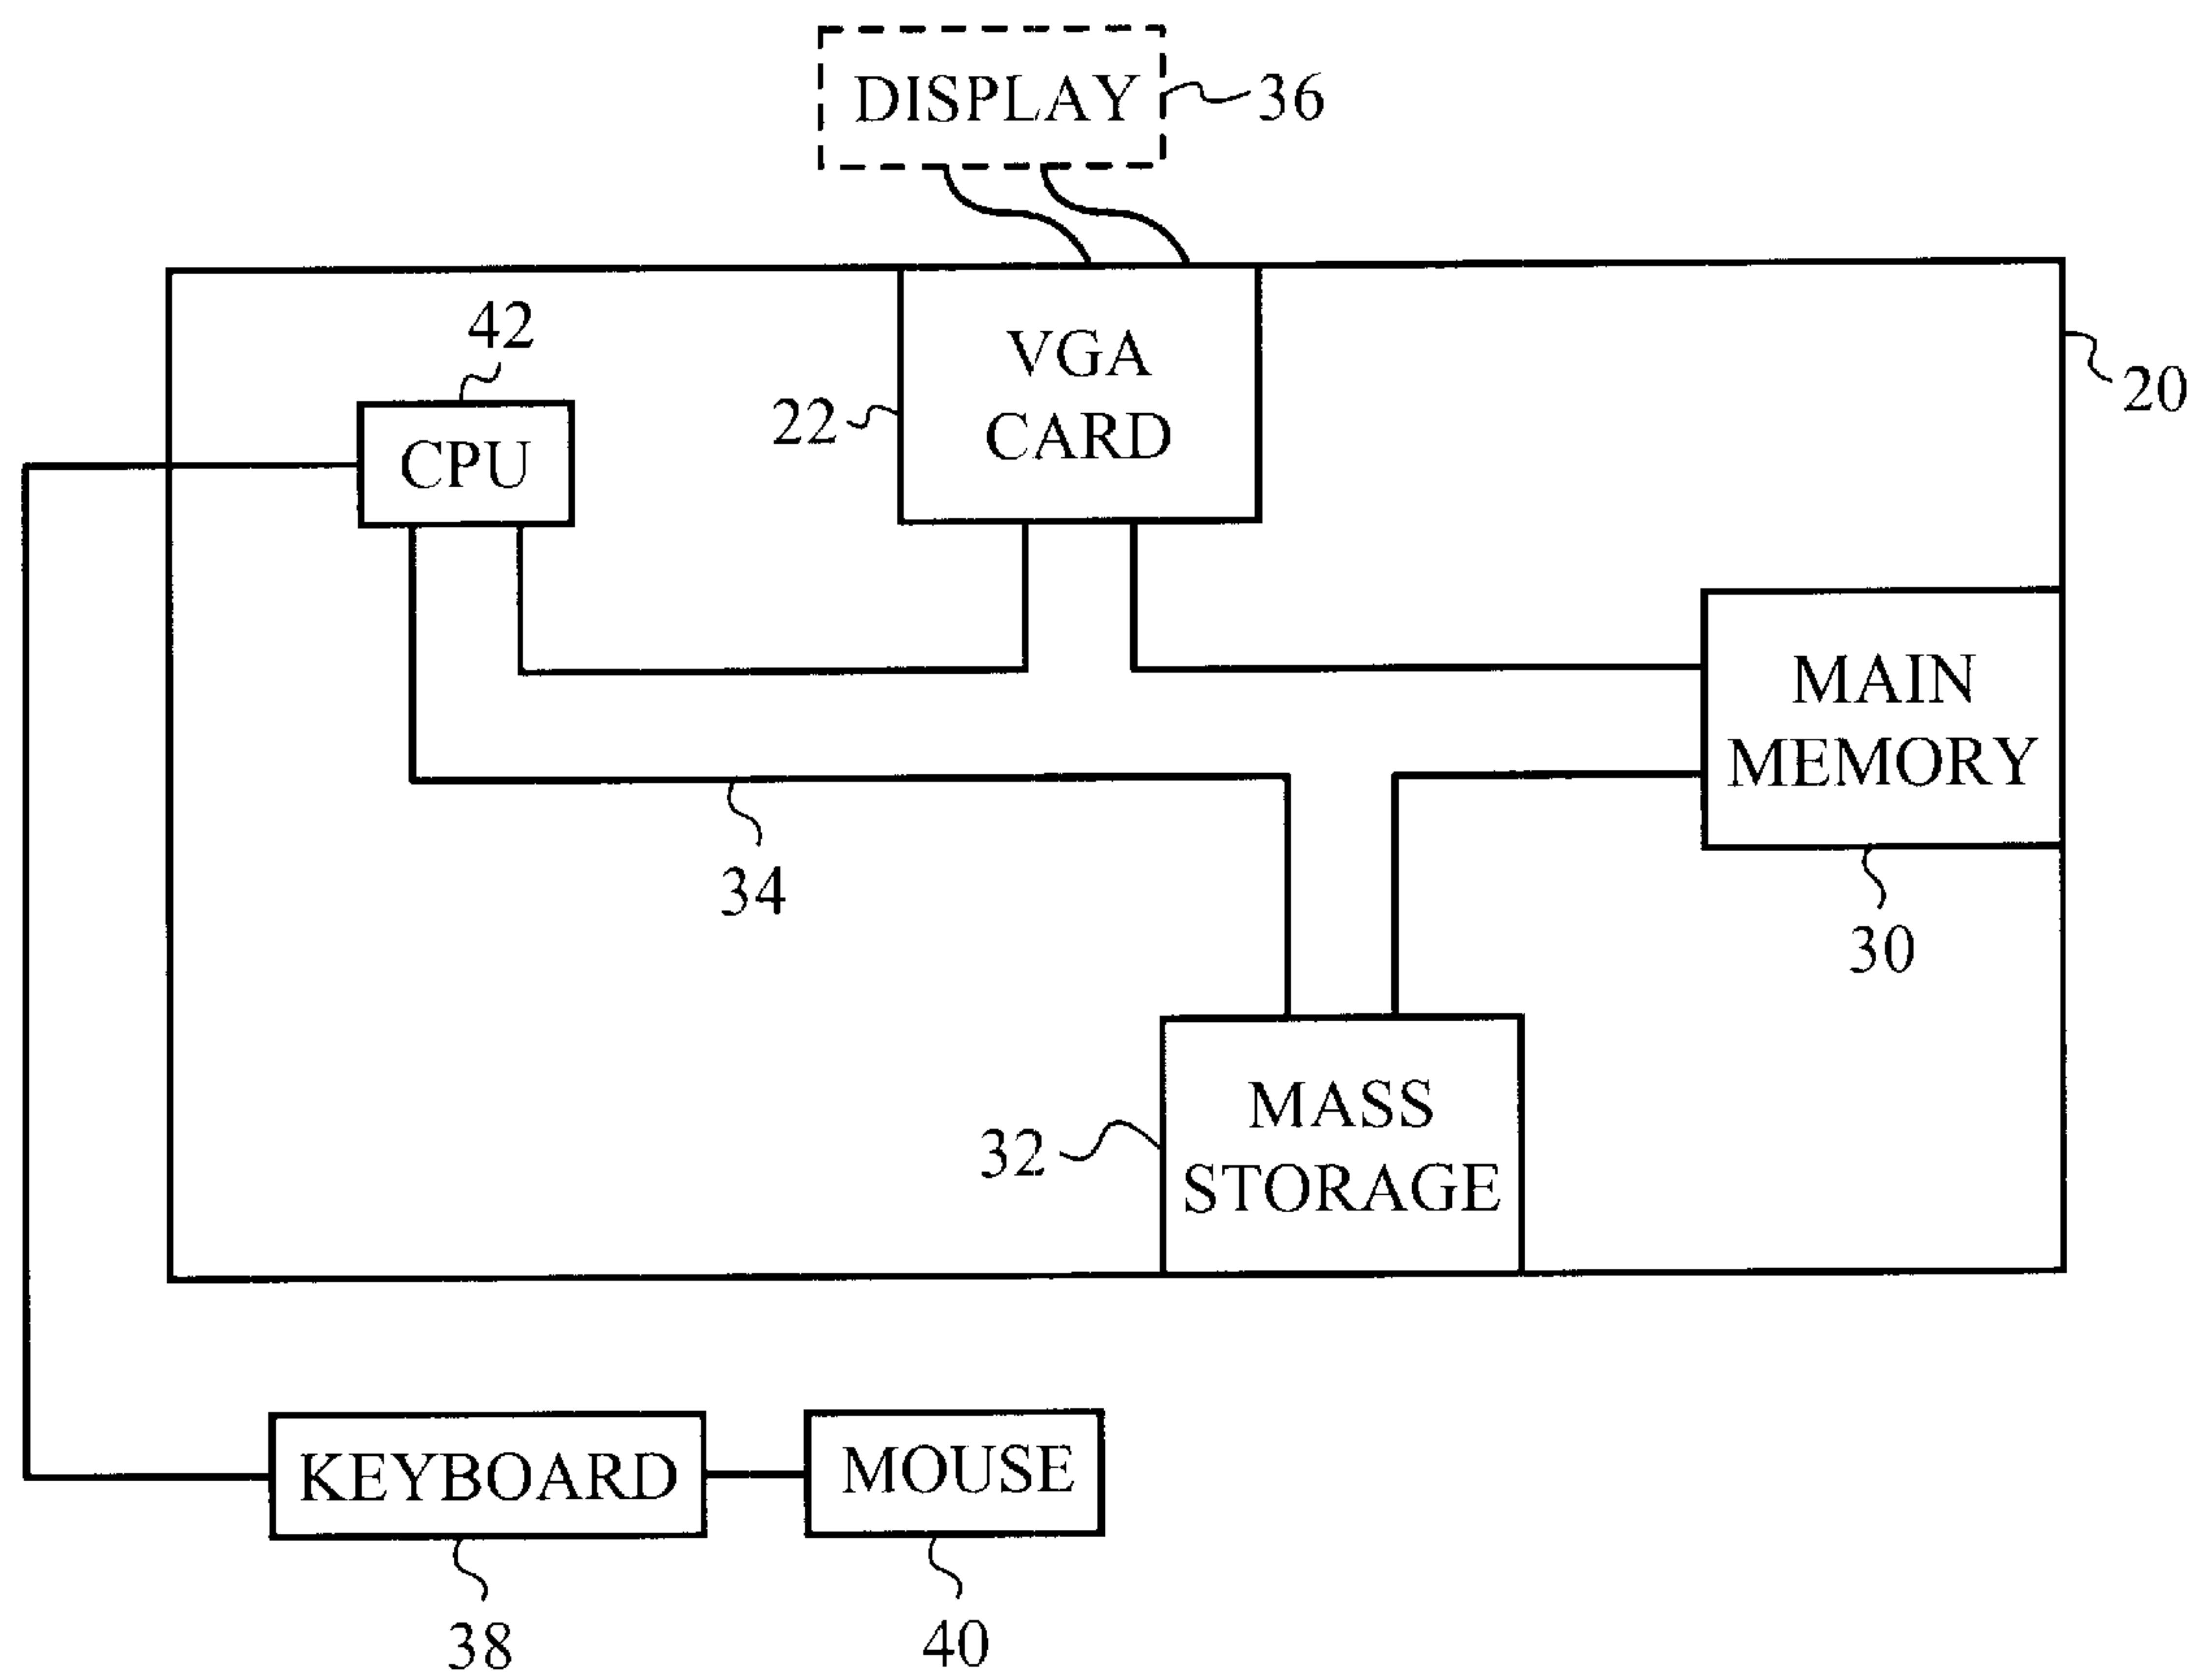 DISPLAY
36
42
VGA
CARD
22
20
CPU
MAIN
MEMORY
34
30
MASS
STORAGE
32
KEYBOARD
MOUSE
38
40